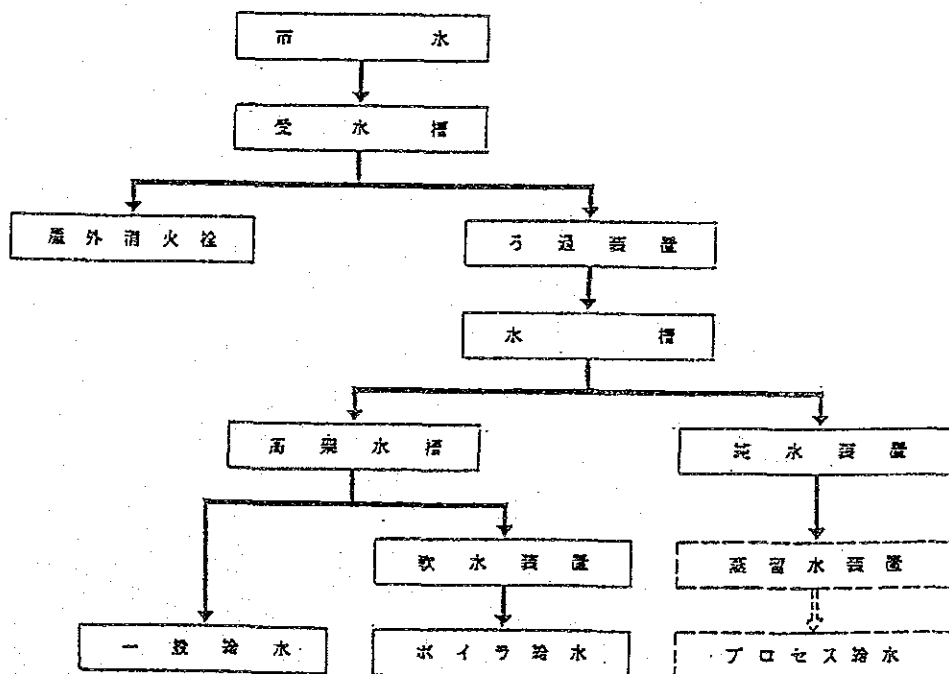 市水
受水槽
屋外消火栓
ろ過装置
水槽
高架水槽
純水装置
軟水装置
蒸留水装置
一般給水
ボイラ給水
プロセス給水